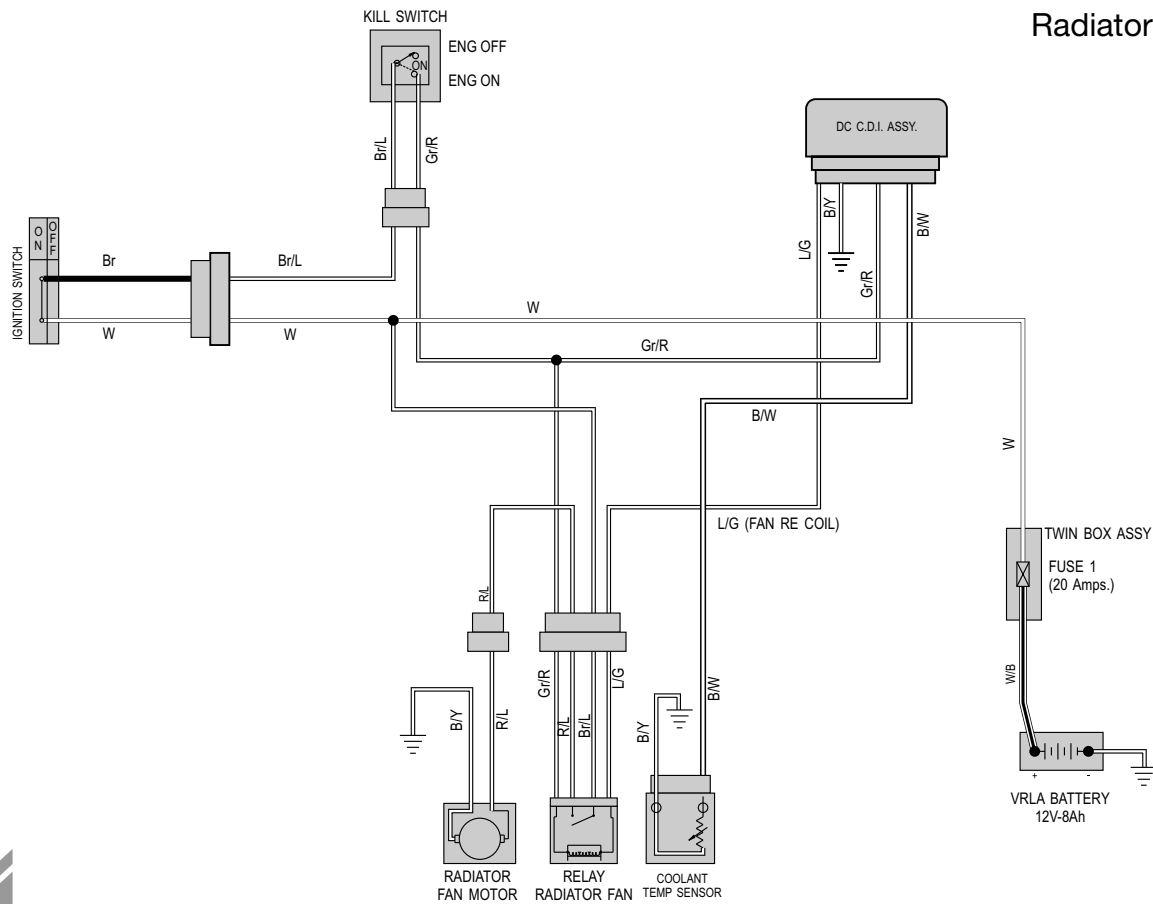 Radiator
KILL SWITCH
ENG OFF
ON
ENG ON
DC C.D.I. ASSY.
Br/L
Gr/R
L/G
B/Y
Gr/R
B/W
IGNITION SWITCH
ON
OFF
Br
Br/L
W
W
W
Gr/R
B/W
W
L/G (FAN RE COIL)
TWIN BOX ASSY
FUSE 1
(20 Amps.)
R/L
W/B
B/Y
R/L
Gr/R
R/L
Br/L
L/G
B/Y
B/W
+
-
VRLA BATTERY
12V-8Ah
RADIATOR
FAN MOTOR
RELAY
RADIATOR FAN
COOLANT
TEMP SENSOR